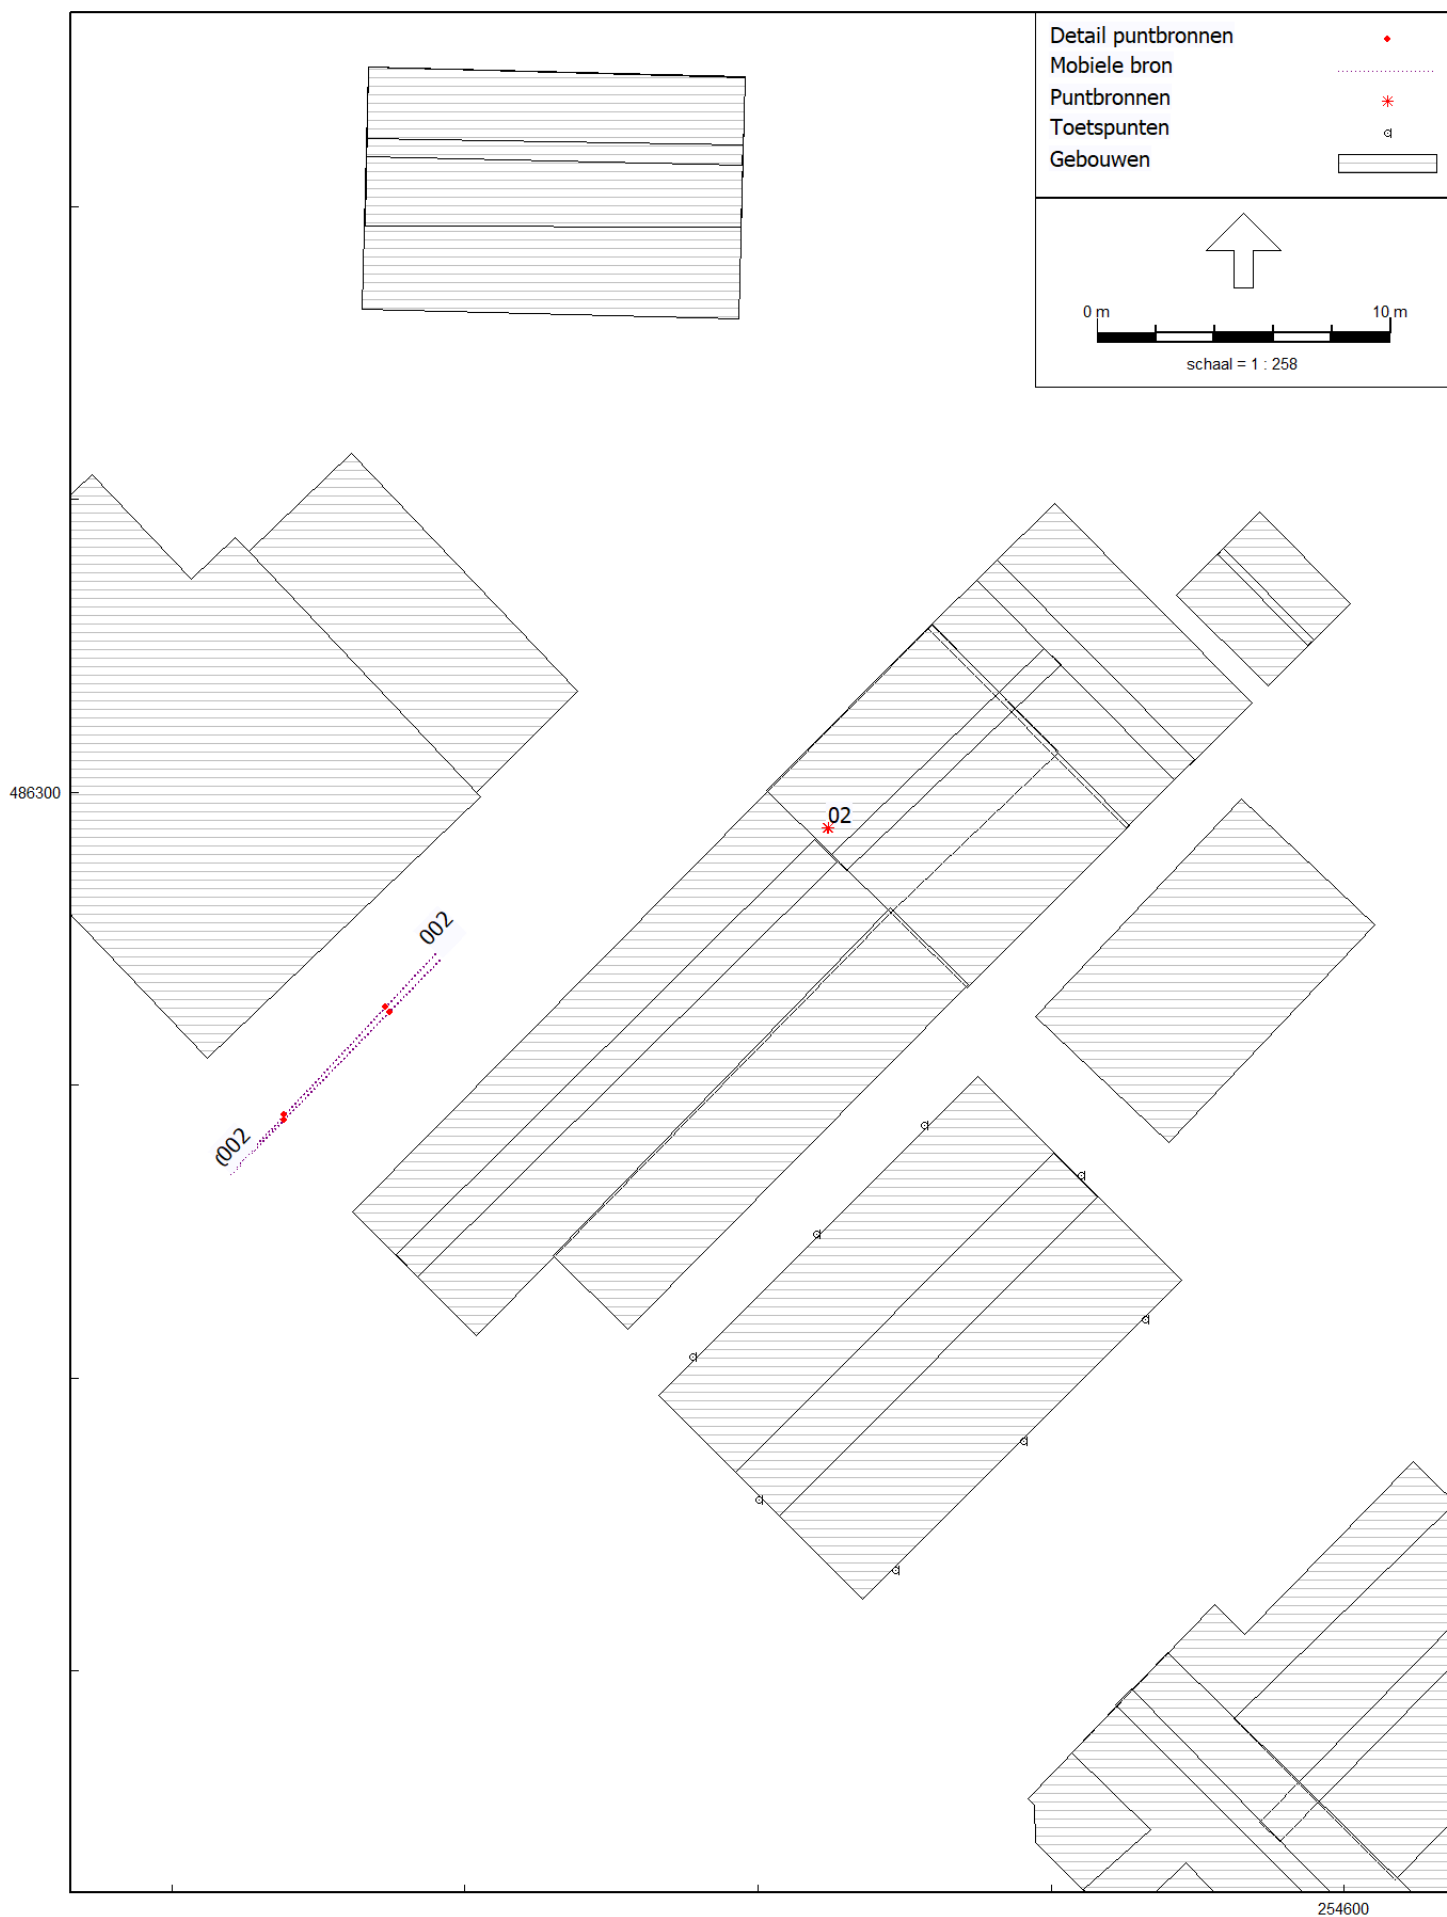 Detail puntbronnen
Mobiele bron
Puntbronnen
Toetspunten
Gebouwen
0 m 10 m
schaal = 1 : 258
486300
02
002
002
254600